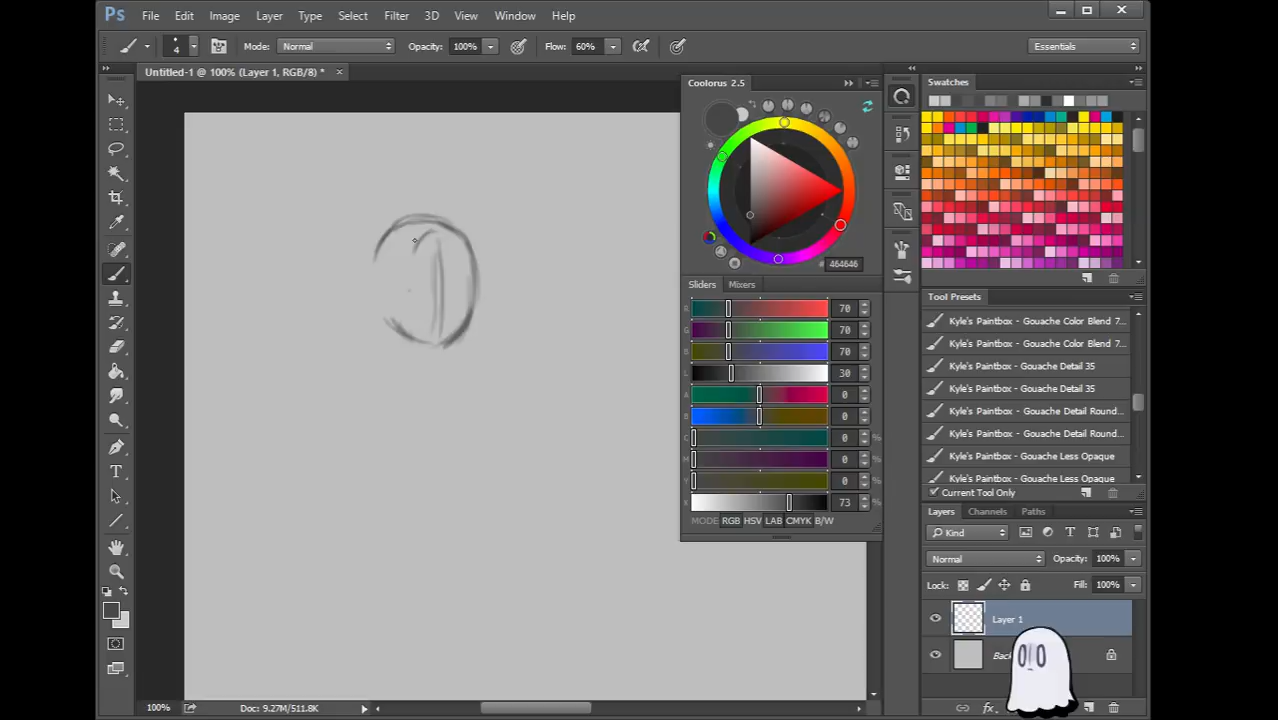 Ps File Edit Image Layer Type Select Filter 3D View Window Help
4 Mode: Normal Opacity: 100% Flow: 60% Essentials
Untitled-1 @ 100% (Layer 1, RGB/8) *
Coolorus 2.5
464646
Sliders Mixers
R 70
G 70
B 70
L 30
A 0
B 0
C 0 %
M 0 %
Y 0 %
K 73 %
MODE RGB HSV LAB CMYK B/W
Swatches
Tool Presets
Kyle's Paintbox - Gouache Color Blend 7...
Kyle's Paintbox - Gouache Color Blend 7...
Kyle's Paintbox - Gouache Detail 35
Kyle's Paintbox - Gouache Detail 35
Kyle's Paintbox - Gouache Detail Round...
Kyle's Paintbox - Gouache Detail Round...
Kyle's Paintbox - Gouache Less Opaque
Kyle's Paintbox - Gouache Less Opaque
Current Tool Only
Layers Channels Paths
Kind
Normal Opacity: 100%
Lock: Fill: 100%
Layer 1
100% Doc: 9.27M/511.8K
fx